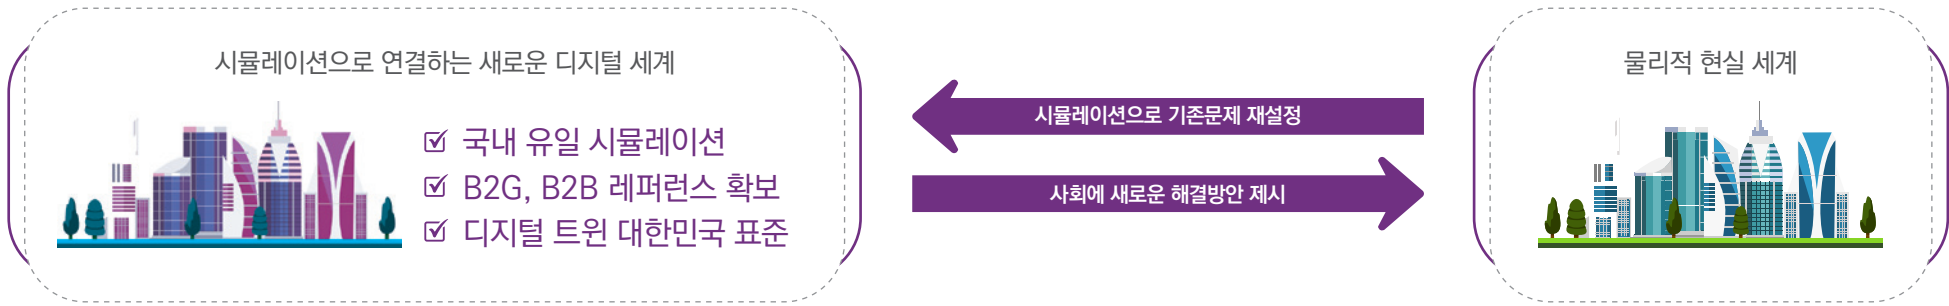 시뮬레이션으로 연결하는 새로운 디지털 세계
국내 유일 시뮬레이션
B2G, B2B 레퍼런스 확보
디지털 트윈 대한민국 표준
시뮬레이션으로 기존문제 재설정
사회에 새로운 해결방안 제시
물리적 현실 세계